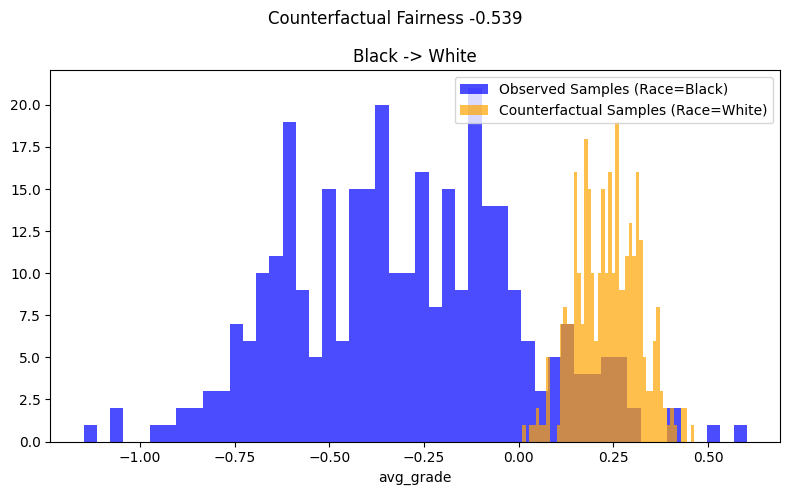 Counterfactual Fairness -0.539
Black -> White
Observed Samples (Race=Black)
Counterfactual Samples (Race=White)
20.0
17.5
15.0
12.5
10.0
7.5
5.0
2.5
0.0
−1.00 −0.75 −0.50 −0.25 0.00 0.25 0.50
avg_grade